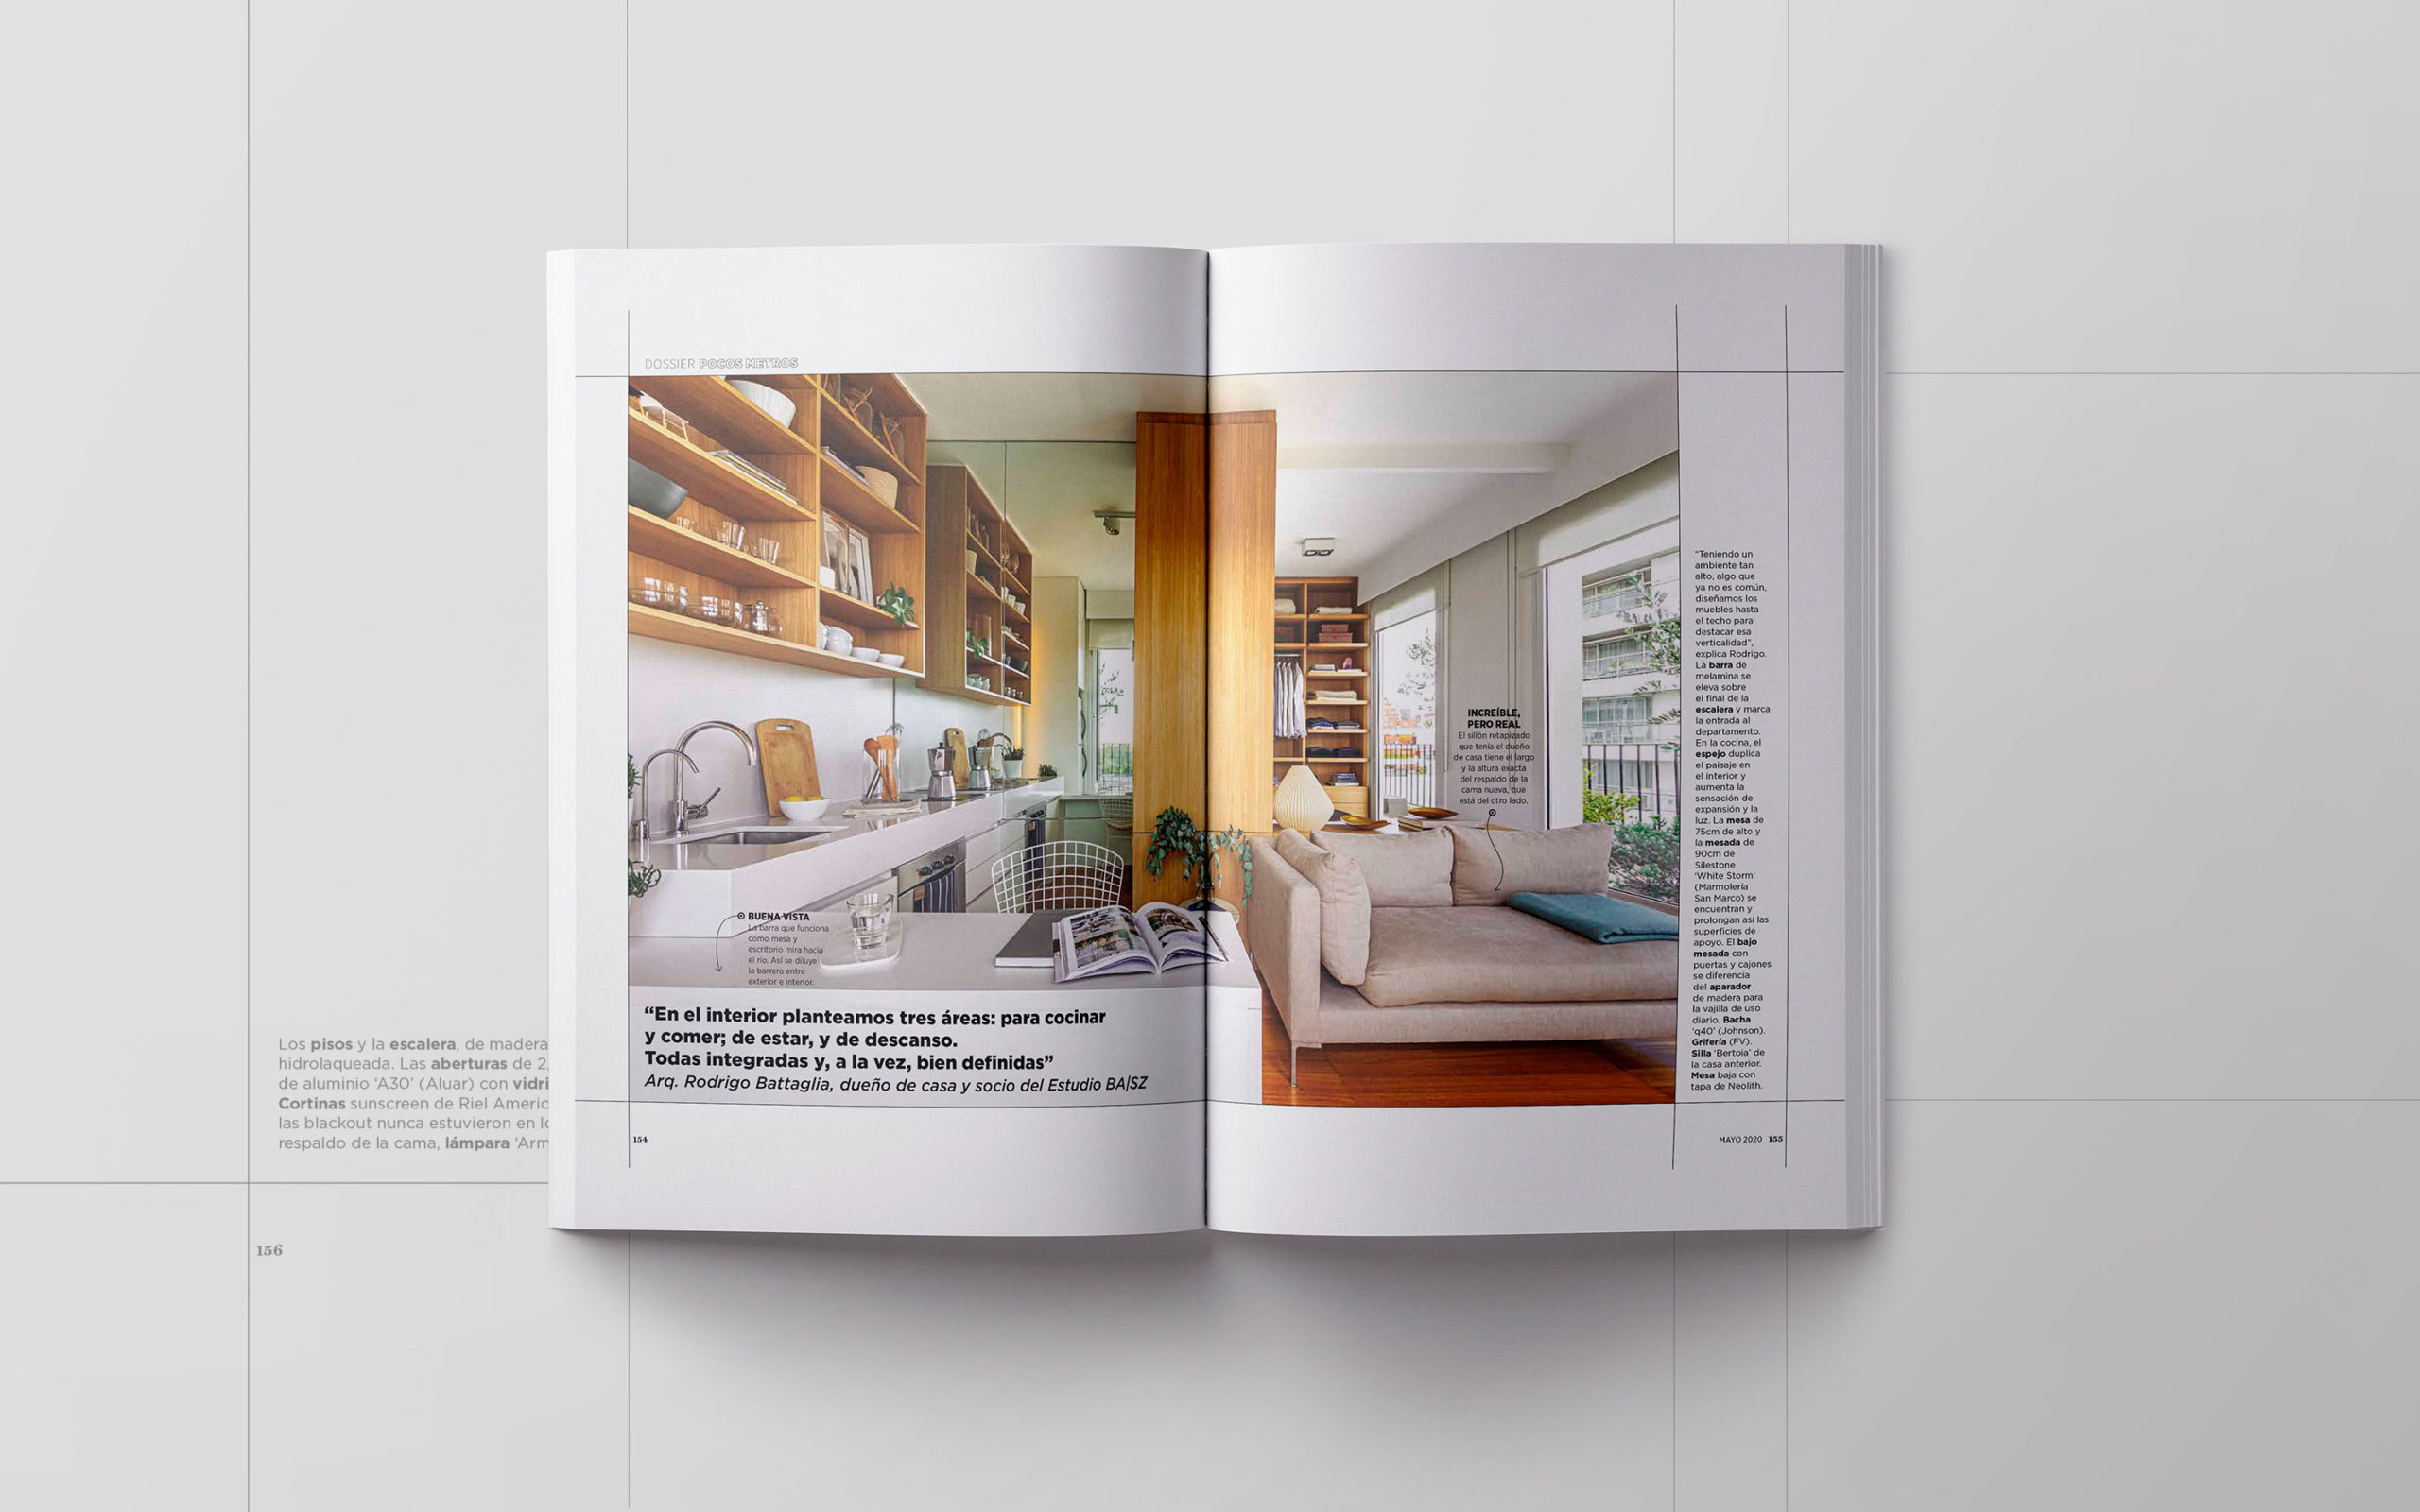 DOSSIER POCOS METROS
BUENA VISTA
La barra que funciona
como mesa y
escritorio mira hacia
el río. Así se diluye
la barrera entre
exterior e interior.
“En el interior planteamos tres áreas: para cocinar
y comer; de estar, y de descanso.
Todas integradas y, a la vez, bien definidas”
Arq. Rodrigo Battaglia, dueño de casa y socio del Estudio BA|SZ
154
INCREÍBLE,
PERO REAL
El sillón retapizado
que tenía el dueño
de casa tiene el largo
y la altura exacta
del respaldo de la
cama nueva, que
está del otro lado.
“Teniendo un
ambiente tan
alto, algo que
ya no es común,
diseñamos los
muebles hasta
el techo para
destacar esa
verticalidad”,
explica Rodrigo.
La barra de
melamina se
eleva sobre
el final de la
escalera y marca
la entrada al
departamento.
En la cocina, el
espejo duplica
el paisaje en
el interior y
aumenta la
sensación de
expansión y la
luz. La mesa de
75cm de alto y
la mesada de
90cm de
Silestone
‘White Storm’
(Marmolería
San Marco) se
encuentran y
prolongan así las
superficies de
apoyo. El bajo
mesada con
puertas y cajones
se diferencia
del aparador
de madera para
la vajilla de uso
diario. Bacha
‘q40’ (Johnson).
Grifería (FV).
Silla ‘Bertoia’ de
la casa anterior.
Mesa baja con
tapa de Neolith.
MAYO 2020 155
Los pisos y la escalera, de madera
hidrolaqueada. Las aberturas de 2,
de aluminio ‘A30’ (Aluar) con vidri
Cortinas sunscreen de Riel Americ
las blackout nunca estuvieron en lo
respaldo de la cama, lámpara ‘Arm
156